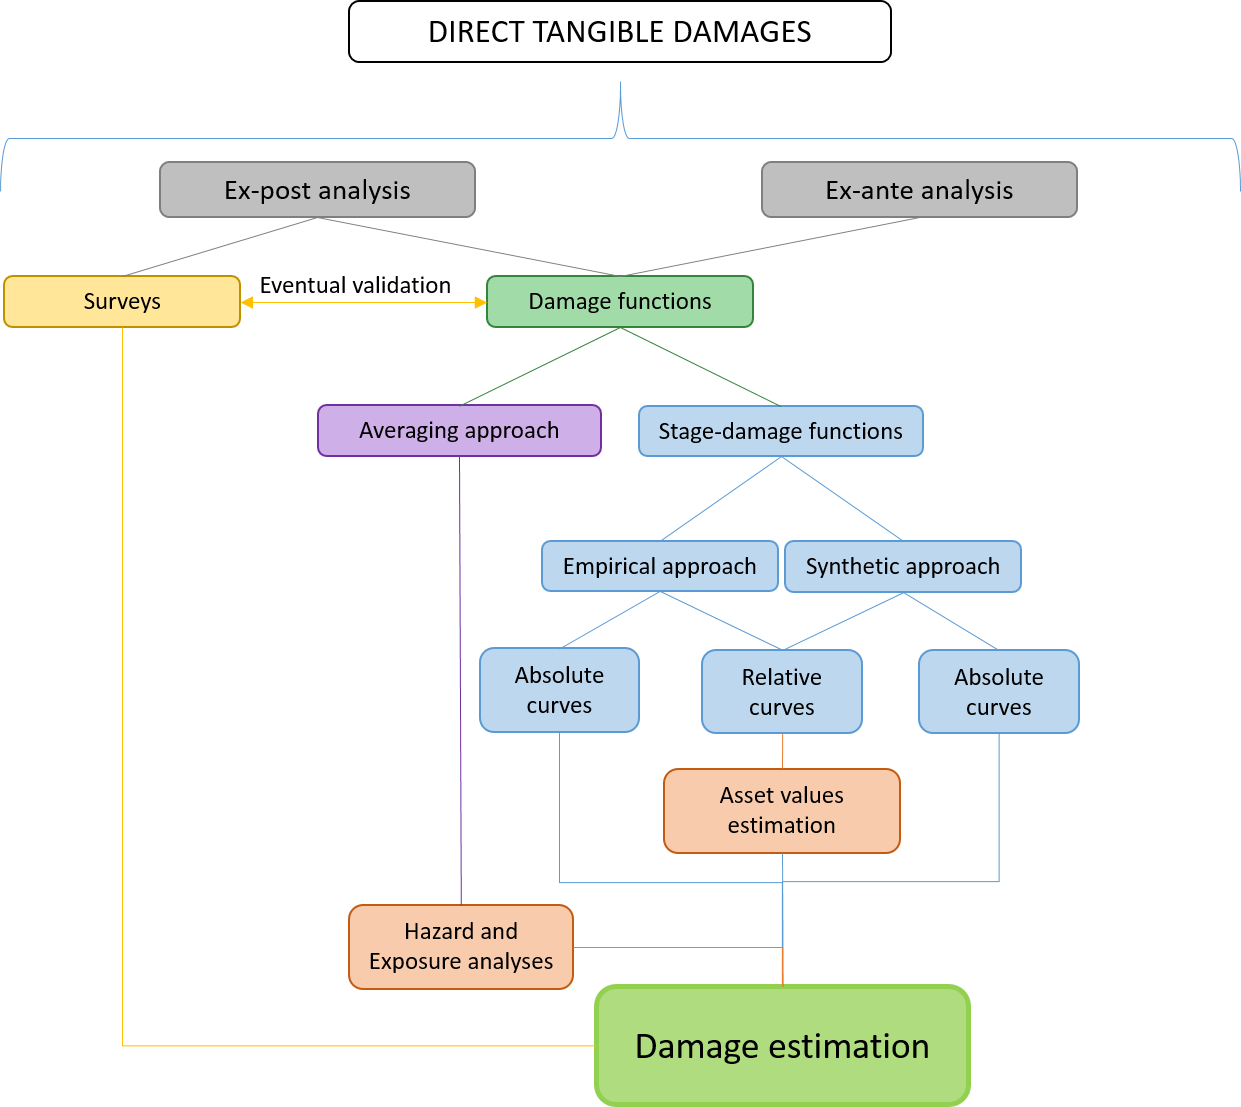 DIRECT TANGIBLE DAMAGES
Ex-post analysis
Ex-ante analysis
Surveys
Eventual validation
Damage functions
Averaging approach
Stage-damage functions
Empirical approach
Synthetic approach
Absolute
curves
Relative
curves
Absolute
curves
Asset values
estimation
Hazard and
Exposure analyses
Damage estimation